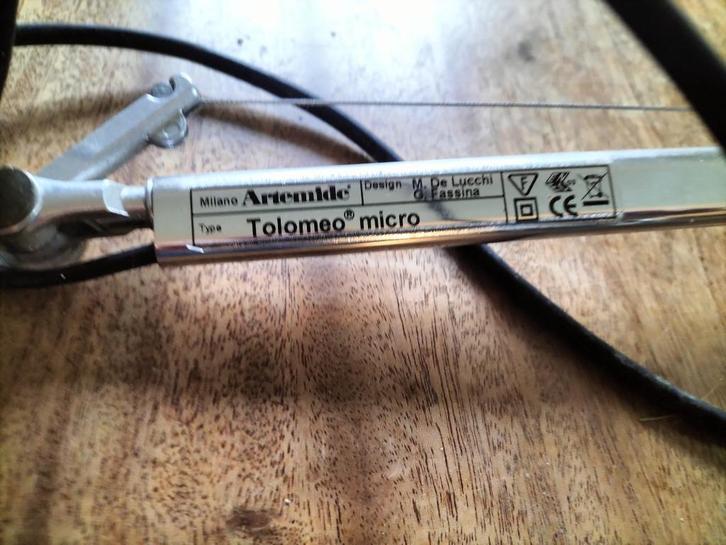 Milano Artemide®
Design M. De Lucchi
G. Fassina
Type Tolomeo® micro
F
CE